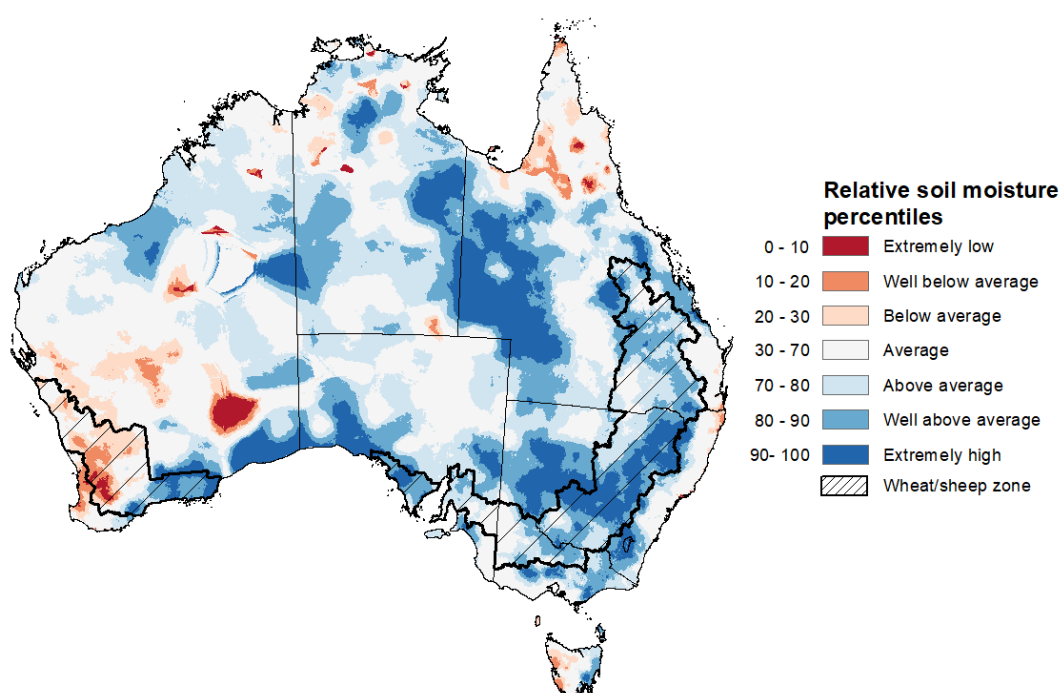 Relative soil moisture
percentiles
0 - 10 Extremely low
10 - 20 Well below average
20 - 30 Below average
30 - 70 Average
70 - 80 Above average
80 - 90 Well above average
90- 100 Extremely high
Wheat/sheep zone